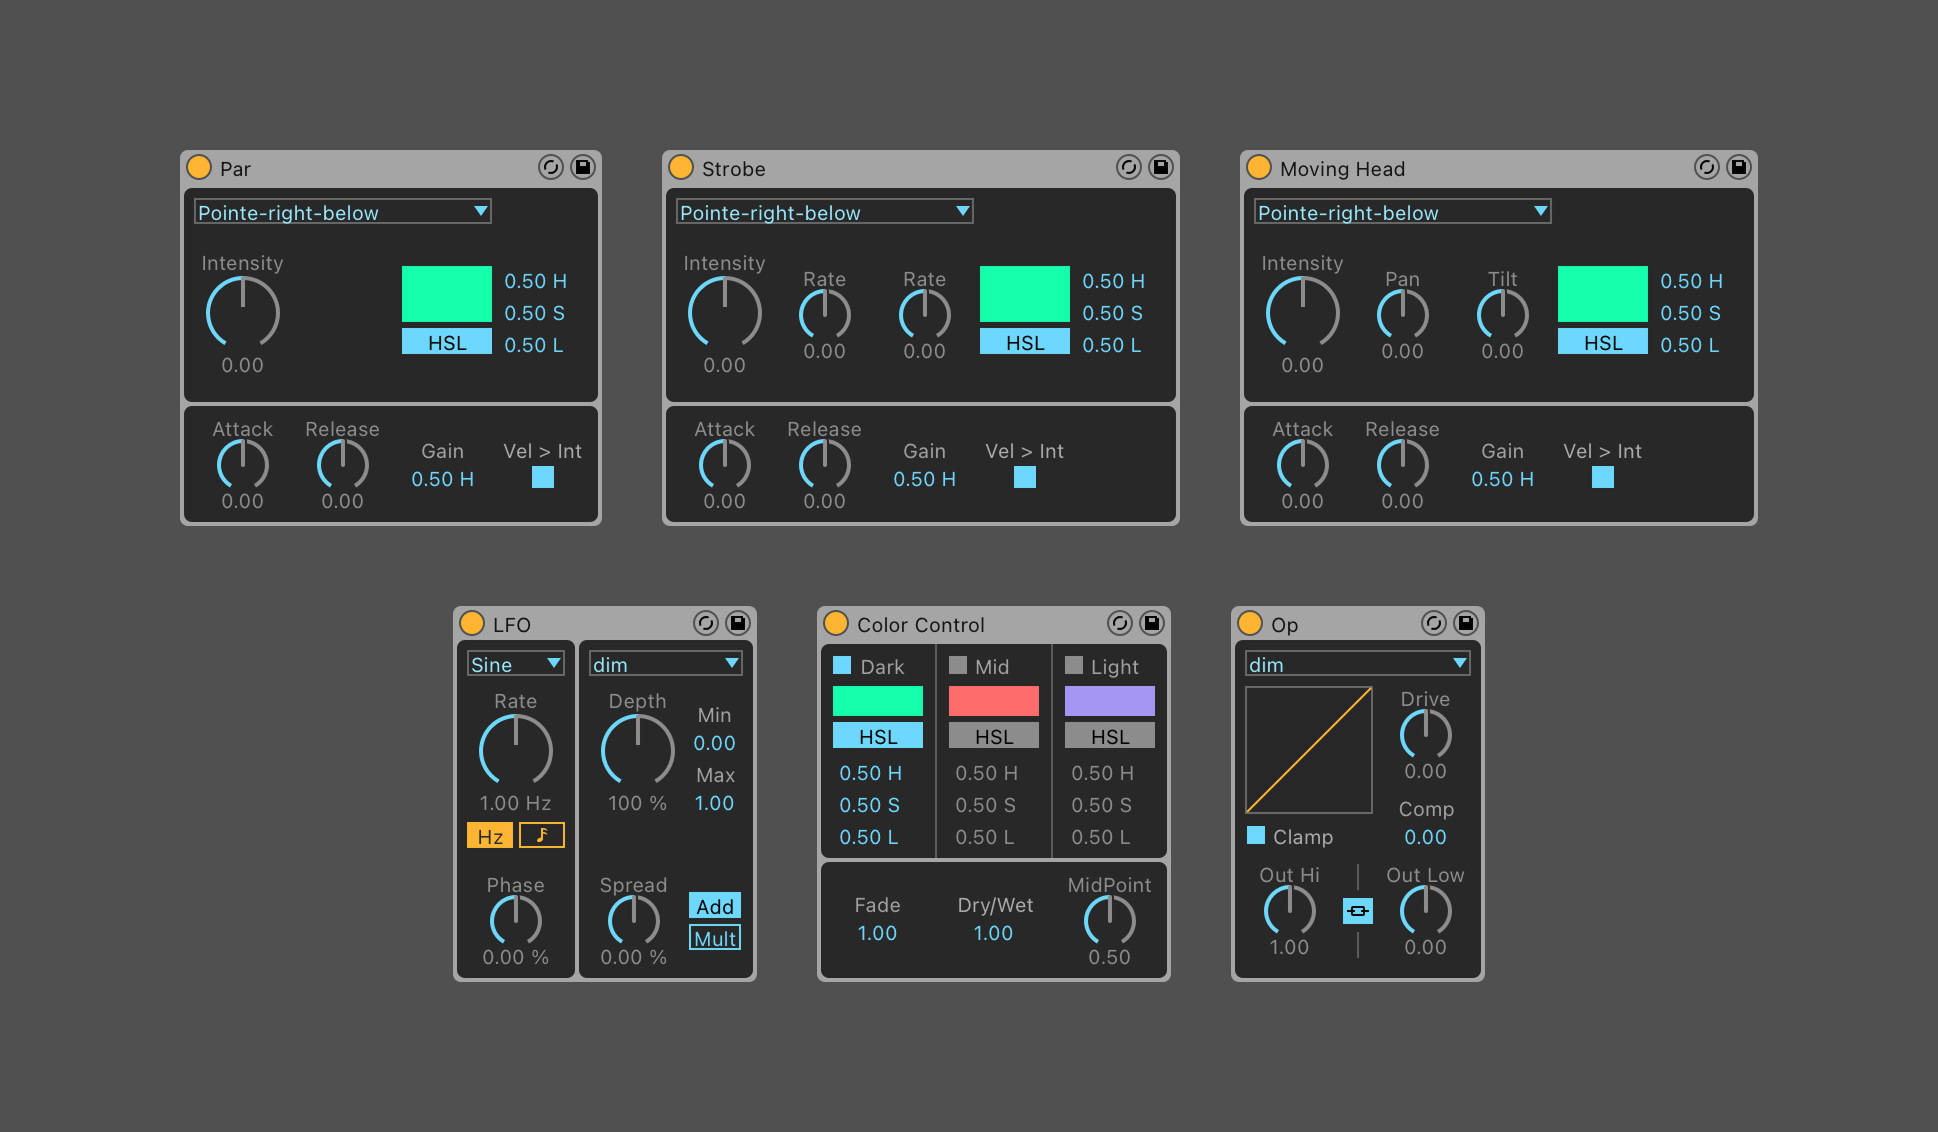 Par
Pointe-right-below
Intensity
0.00
HSL
0.50 H
0.50 S
0.50 L
Attack
0.00
Release
0.00
Gain
0.50 H
Vel > Int
Strobe
Pointe-right-below
Intensity
0.00
Rate
0.00
Rate
0.00
HSL
0.50 H
0.50 S
0.50 L
Attack
0.00
Release
0.00
Gain
0.50 H
Vel > Int
Moving Head
Pointe-right-below
Intensity
0.00
Pan
0.00
Tilt
0.00
HSL
0.50 H
0.50 S
0.50 L
Attack
0.00
Release
0.00
Gain
0.50 H
Vel > Int
LFO
Sine
Rate
1.00 Hz
Hz
Phase
0.00 %
dim
Depth
100 %
Min
0.00
Max
1.00
Spread
0.00 %
Add
Mult
Color Control
Dark
HSL
0.50 H
0.50 S
0.50 L
Mid
HSL
0.50 H
0.50 S
0.50 L
Light
HSL
0.50 H
0.50 S
0.50 L
Fade
1.00
Dry/Wet
1.00
MidPoint
0.50
Op
dim
Drive
0.00
Comp
0.00
Clamp
Out Hi
1.00
Out Low
0.00